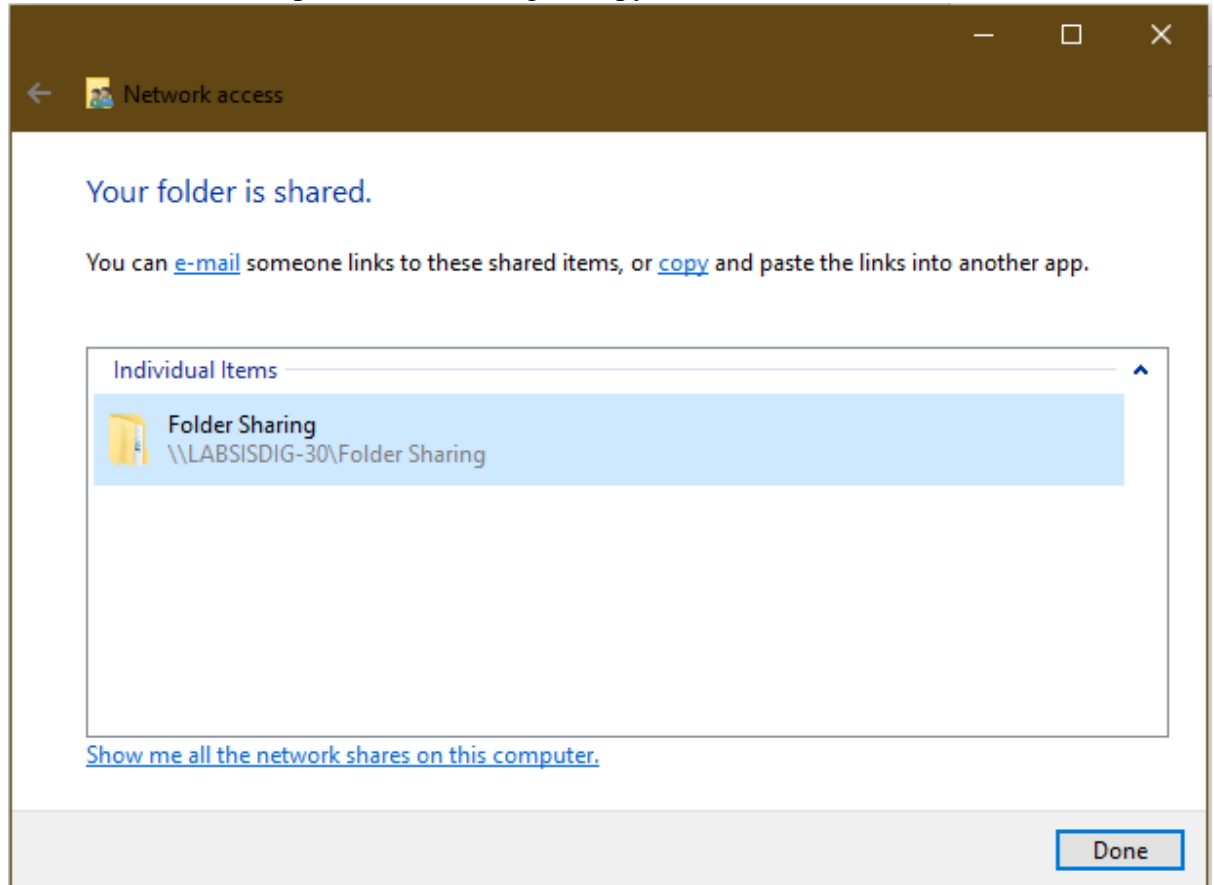 Network access
Your folder is shared.
You can e-mail someone links to these shared items, or copy and paste the links into another app.
Individual Items
Folder Sharing
\\LABSISDIG-30\Folder Sharing
Show me all the network shares on this computer.
Done